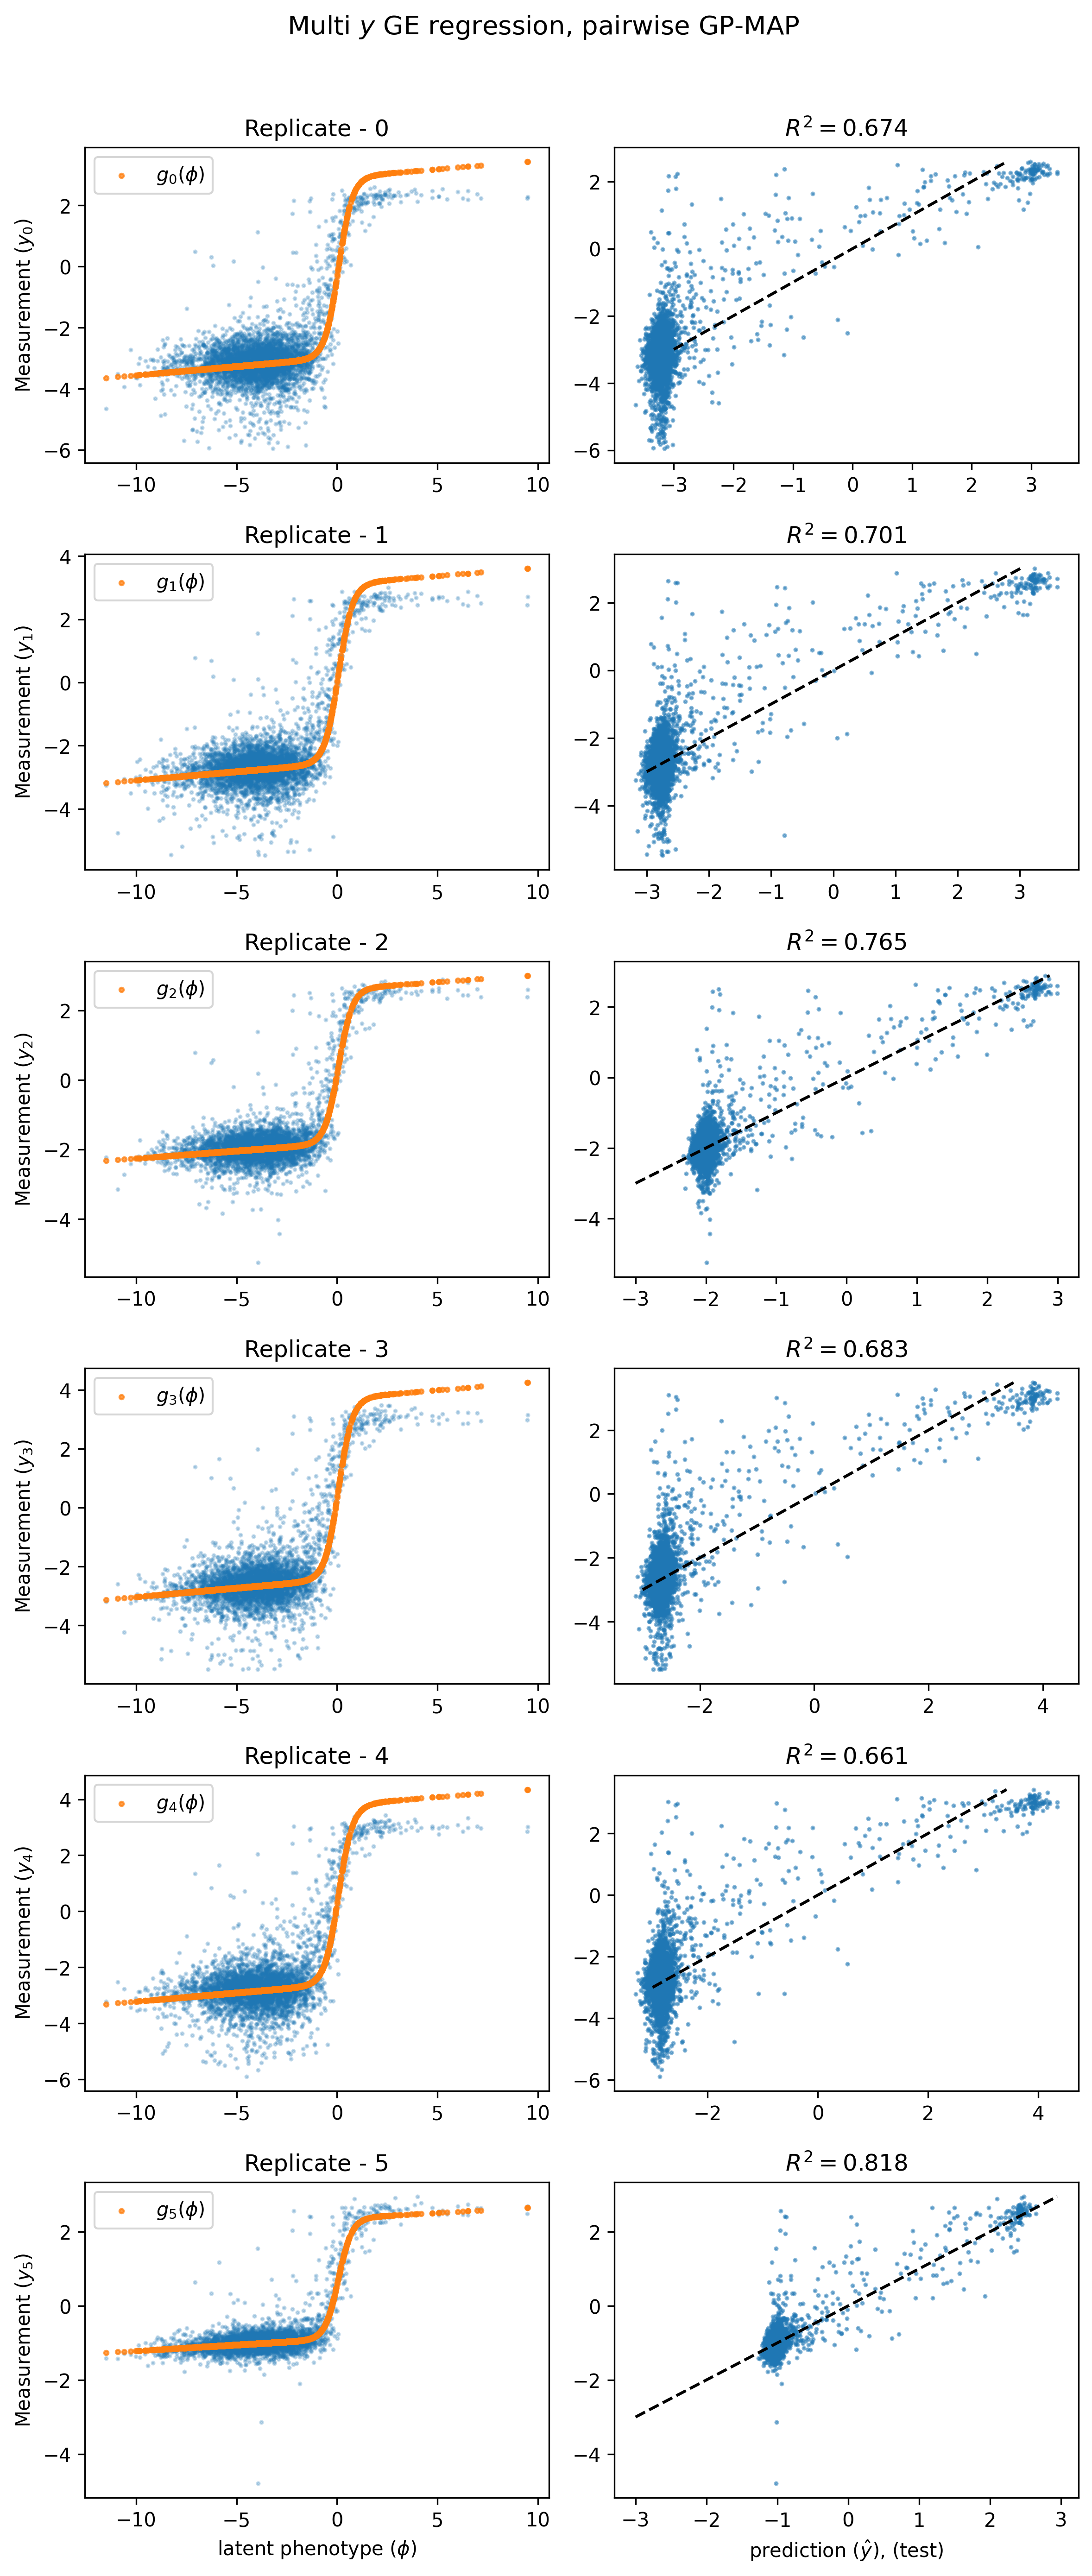 Multi y GE regression, pairwise GP-MAP
Replicate - 0
R² = 0.674
g₀(ϕ)
Measurement (y₀)
2
0
−2
−4
−6
−10 −5 0 5 10
2
0
−2
−4
−6
−3 −2 −1 0 1 2 3
Replicate - 1
R² = 0.701
g₁(ϕ)
Measurement (y₁)
4
2
0
−2
−4
−10 −5 0 5 10
2
0
−2
−4
−3 −2 −1 0 1 2 3
Replicate - 2
R² = 0.765
g₂(ϕ)
Measurement (y₂)
2
0
−2
−4
−10 −5 0 5 10
2
0
−2
−4
−3 −2 −1 0 1 2 3
Replicate - 3
R² = 0.683
g₃(ϕ)
Measurement (y₃)
4
2
0
−2
−4
−10 −5 0 5 10
2
0
−2
−4
−2 0 2 4
Replicate - 4
R² = 0.661
g₄(ϕ)
Measurement (y₄)
4
2
0
−2
−4
−6
−10 −5 0 5 10
2
0
−2
−4
−6
−2 0 2 4
Replicate - 5
R² = 0.818
g₅(ϕ)
Measurement (y₅)
2
0
−2
−4
−10 −5 0 5 10
latent phenotype (ϕ)
2
0
−2
−4
−3 −2 −1 0 1 2 3
prediction (ŷ), (test)